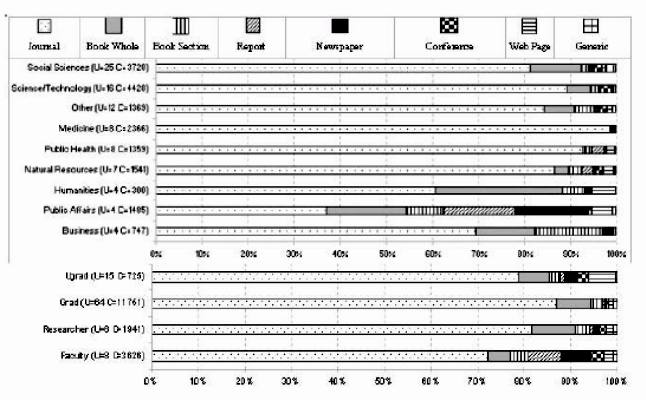 Journal Book Whole Book Section Report Newspaper Conference Web Page Generic
Social Sciences (U=25 C=3720)
Science/Technology (U=16 C=4420)
Other (U=12 C=1369)
Medicine (U=8 C=2366)
Public Health (U=8 C=1359)
Natural Resources (U=7 C=1541)
Humanities (U=4 C=300)
Public Affairs (U=4 C=1485)
Business (U=4 C=747)
0% 10% 20% 30% 40% 50% 60% 70% 80% 90% 100%
Ugrad (U=15 C=725)
Grad (U=64 C=11761)
Researcher (U=6 C=1941)
Faculty (U=8 C=3626)
0% 10% 20% 30% 40% 50% 60% 70% 80% 90% 100%